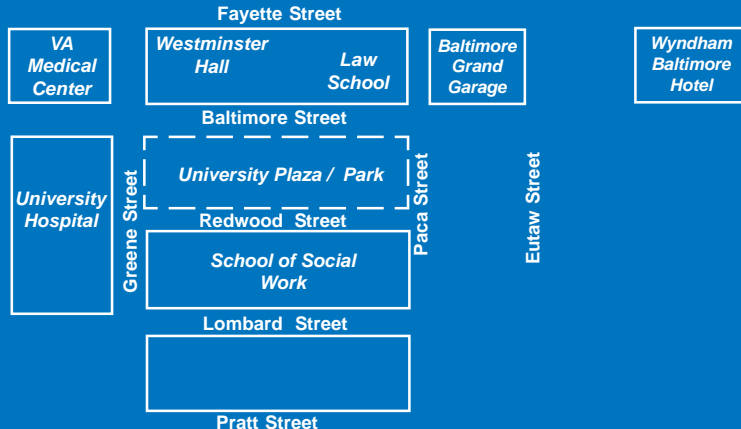 Fayette Street
VA
Medical
Center
Westminster
Hall
Law
School
Baltimore
Grand
Garage
Wyndham
Baltimore
Hotel
Baltimore Street
University
Hospital
Greene Street
University Plaza / Park
Paca Street
Eutaw Street
Redwood Street
School of Social
Work
Lombard Street
Pratt Street